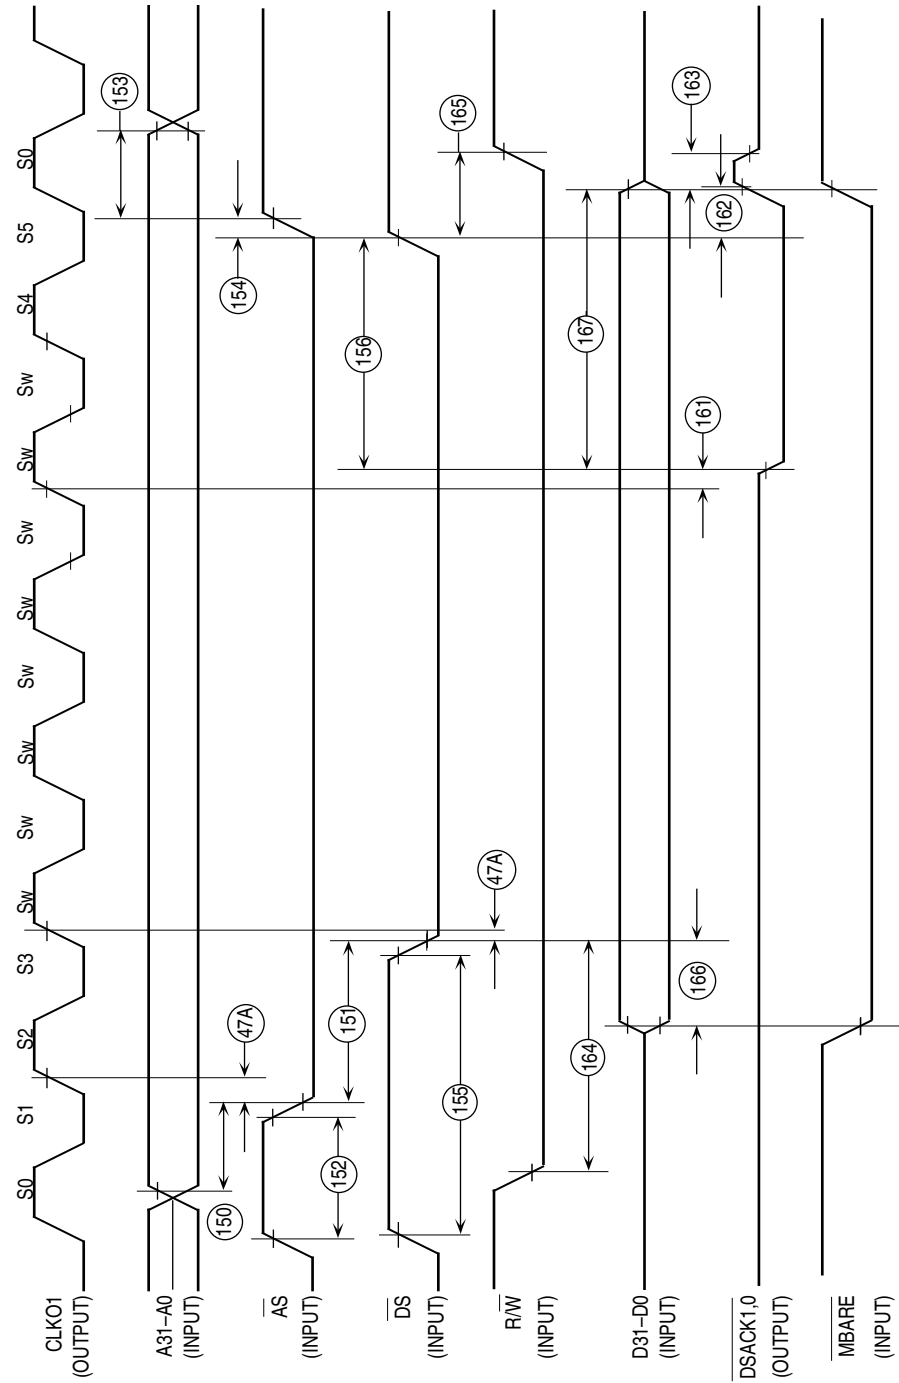 S0 S1 S2 S3 Sw Sw Sw Sw Sw Sw Sw Sw S4 S5 S0
CLKO1
(OUTPUT)
153
A31–A0
(INPUT)
150
47A
154
AS
(INPUT)
152
151
156
DS
(INPUT)
155
165
47A
R/W
(INPUT)
164
167
D31–D0
(INPUT)
166
161
162
163
DSACK1,0
(OUTPUT)
MBARE
(INPUT)